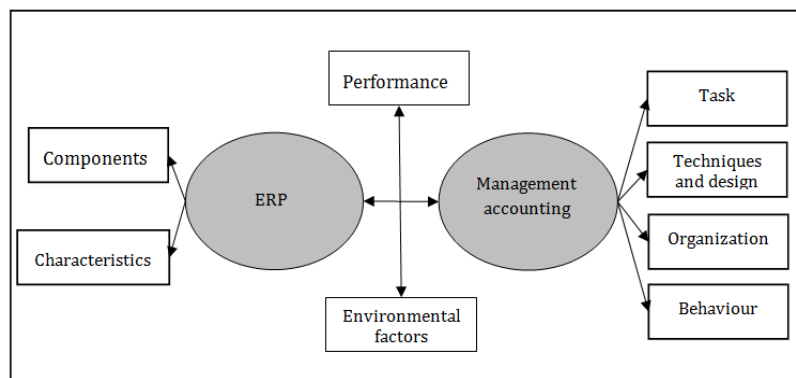 Performance
Components
Characteristics
ERP
Environmental
factors
Management
accounting
Task
Techniques
and design
Organization
Behaviour